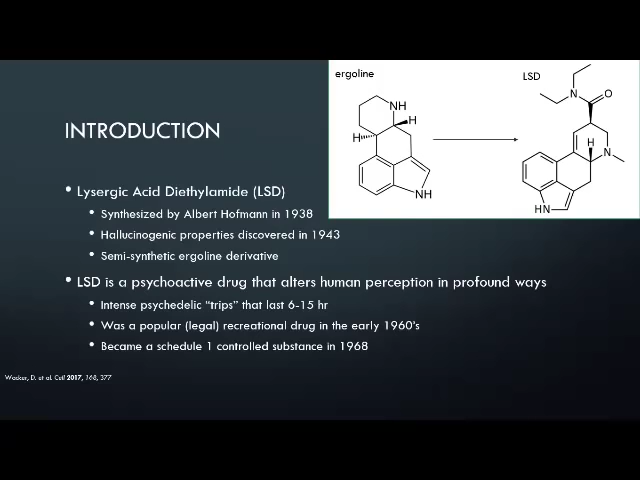 ergoline
LSD
NH
H
H
NH
N
O
H
N
HN
INTRODUCTION
• Lysergic Acid Diethylamide (LSD)
• Synthesized by Albert Hofmann in 1938
• Hallucinogenic properties discovered in 1943
• Semi-synthetic ergoline derivative
• LSD is a psychoactive drug that alters human perception in profound ways
• Intense psychedelic “trips” that last 6-15 hr
• Was a popular (legal) recreational drug in the early 1960’s
• Became a schedule 1 controlled substance in 1968
Wacker, D. et al. Cell 2017, 168, 377